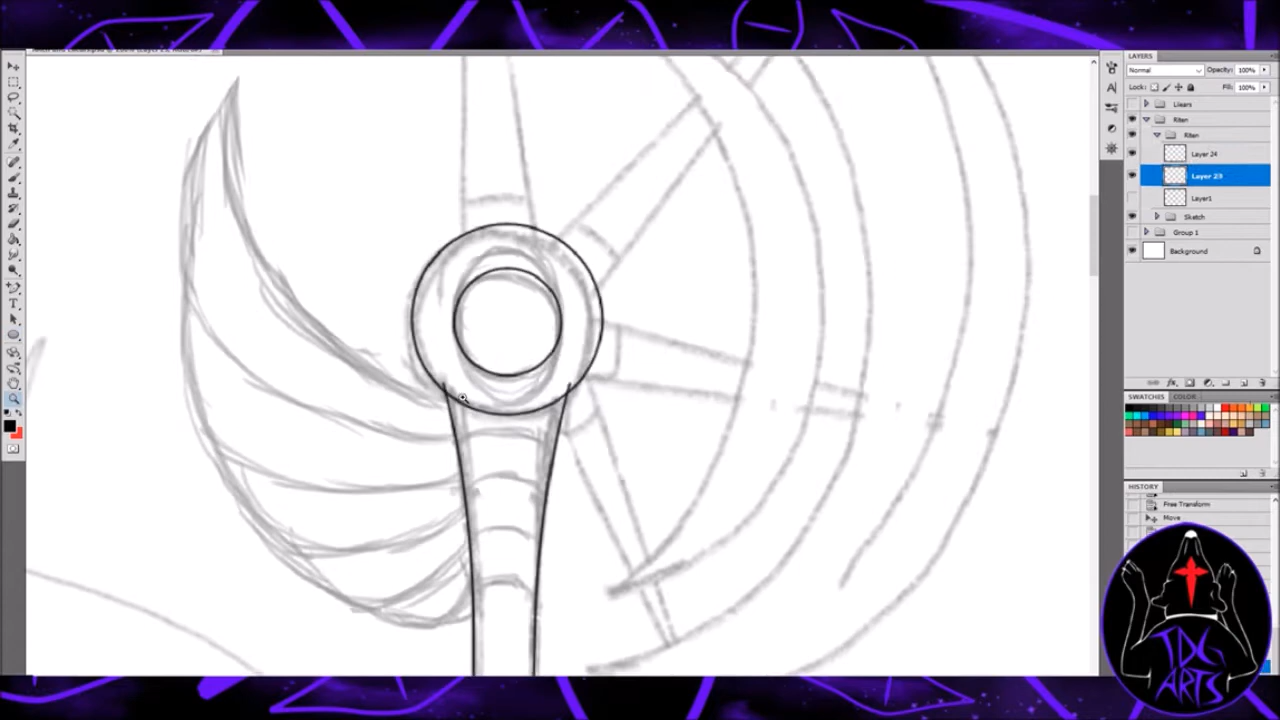 LAYERS
Normal Opacity: 100%
Lock: Fill: 100%
Lilears
Riten
Riten
Layer 24
Layer 23
Layer1
Sketch
Group 1
Background
SWATCHES COLOR
HISTORY
Free Transform
Move
TDG
ARTS